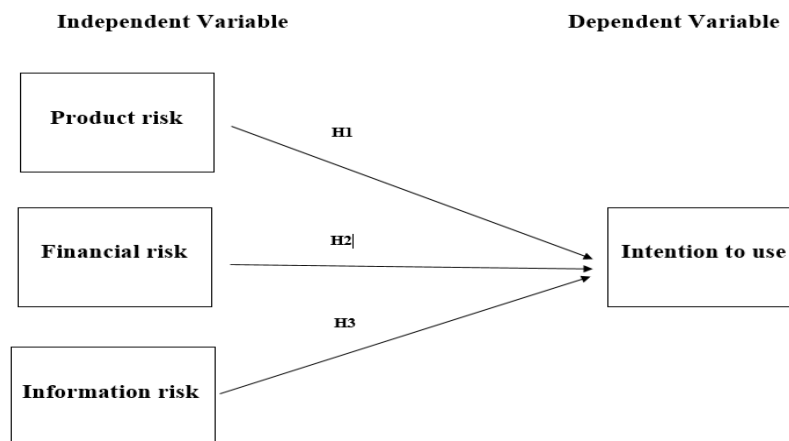 Independent Variable
Dependent Variable
Product risk
H1
Financial risk
H2|
Intention to use
H3
Information risk